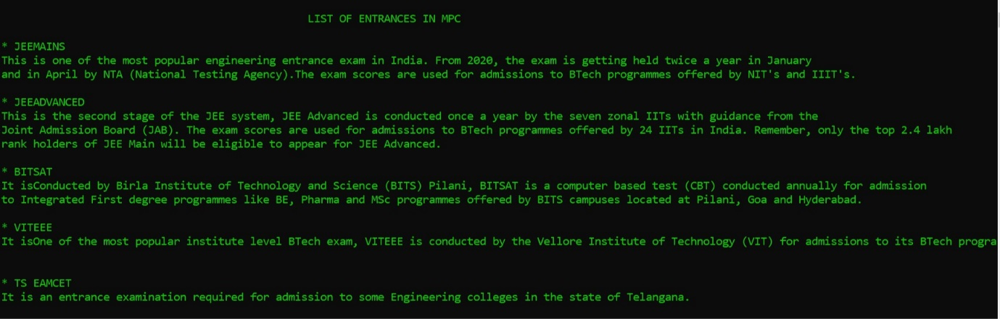 LIST OF ENTRANCES IN MPC
* JEEMAINS
This is one of the most popular engineering entrance exam in India. From 2020, the exam is getting held twice a year in January
and in April by NTA (National Testing Agency).The exam scores are used for admissions to BTech programmes offered by NIT's and IIIT's.
* JEEADVANCED
This is the second stage of the JEE system, JEE Advanced is conducted once a year by the seven zonal IITs with guidance from the
Joint Admission Board (JAB). The exam scores are used for admissions to BTech programmes offered by 24 IITs in India. Remember, only the top 2.4 lakh
rank holders of JEE Main will be eligible to appear for JEE Advanced.
* BITSAT
It isConducted by Birla Institute of Technology and Science (BITS) Pilani, BITSAT is a computer based test (CBT) conducted annually for admission
to Integrated First degree programmes like BE, Pharma and MSc programmes offered by BITS campuses located at Pilani, Goa and Hyderabad.
* VITEEE
It isOne of the most popular institute level BTech exam, VITEEE is conducted by the Vellore Institute of Technology (VIT) for admissions to its BTech progra
* TS EAMCET
It is an entrance examination required for admission to some Engineering colleges in the state of Telangana.